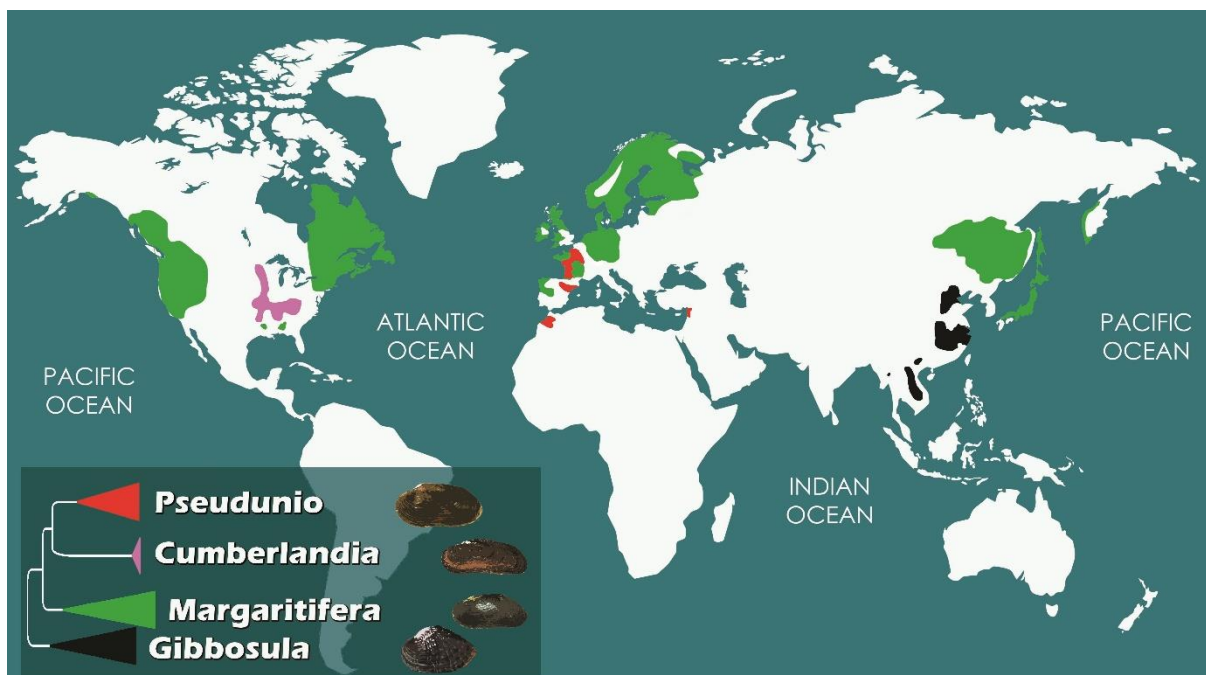 ATLANTIC
OCEAN
PACIFIC
OCEAN
PACIFIC
OCEAN
INDIAN
OCEAN
Pseudunio
Cumberlandia
Margaritifera
Gibbosula